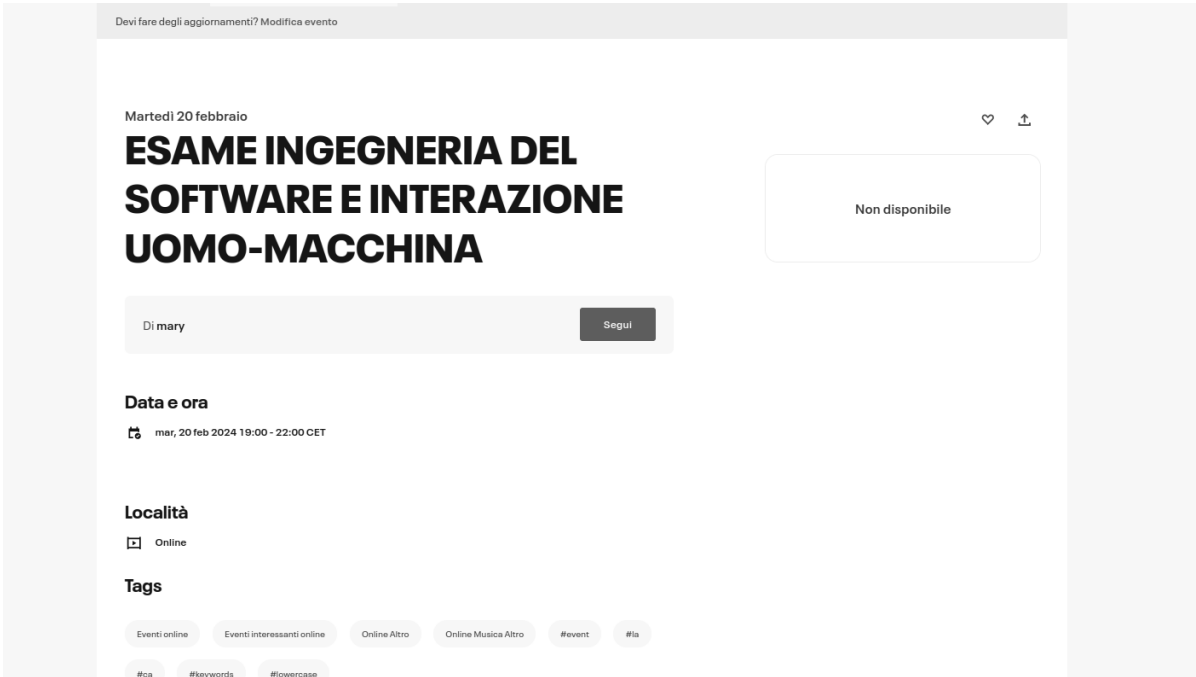 Devi fare degli aggiornamenti? Modifica evento
Martedì 20 febbraio
ESAME INGEGNERIA DEL
SOFTWARE E INTERAZIONE
UOMO-MACCHINA
Non disponibile
Di mary
Segui
Data e ora
mar, 20 feb 2024 19:00 - 22:00 CET
Località
Online
Tags
Eventi online Eventi interessanti online Online Altro Online Musica Altro #event #la
#ca #keywords #lowercase